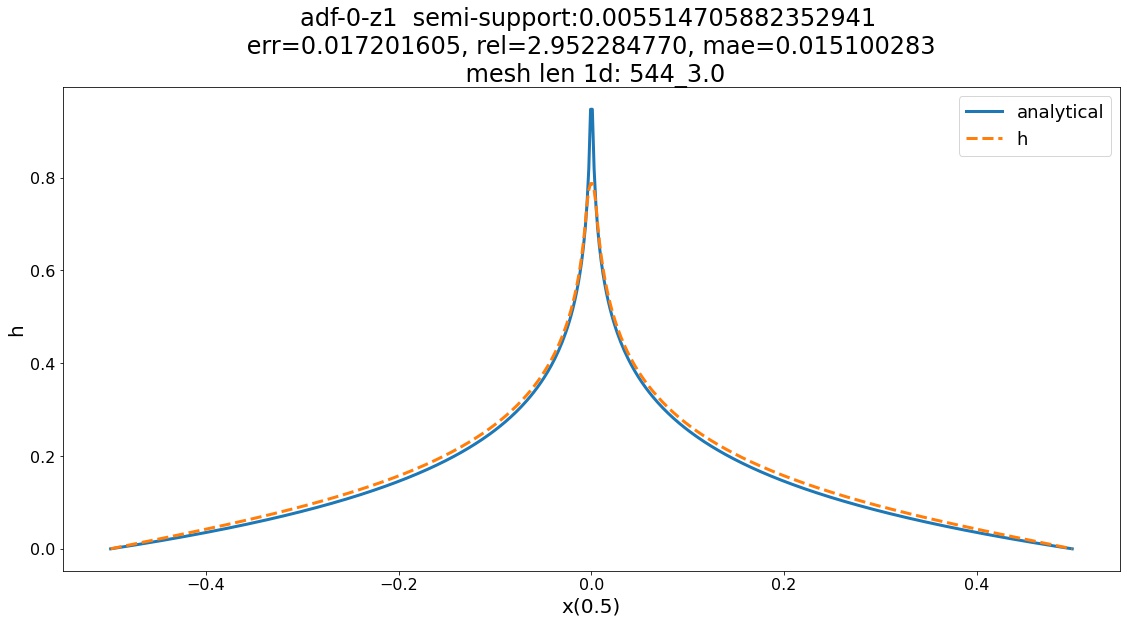 adf-0-z1  semi-support:0.005514705882352941
err=0.017201605, rel=2.952284770, mae=0.015100283
mesh len 1d: 544_3.0
analytical
h
0.8
0.6
0.4
0.2
0.0
h
−0.4
−0.2
0.0
0.2
0.4
x(0.5)